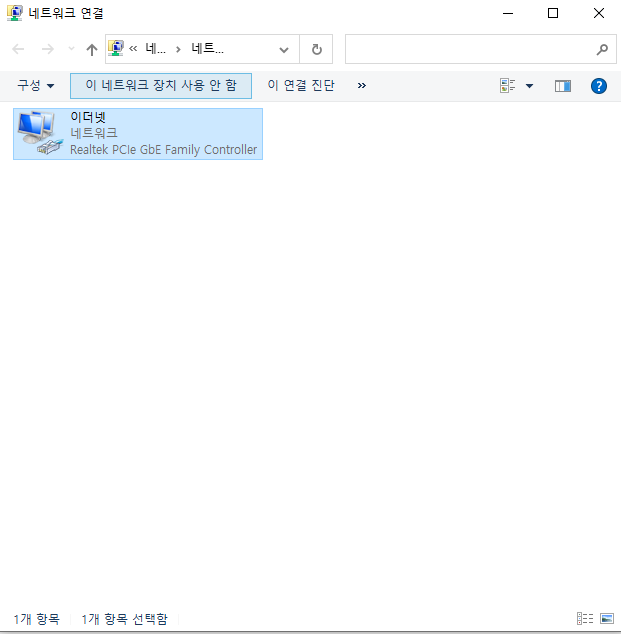 네트워크 연결
« 네... › 네트...
구성 이 네트워크 장치 사용 안 함 이 연결 진단 »
이더넷
네트워크
Realtek PCIe GbE Family Controller
1개 항목 1개 항목 선택함